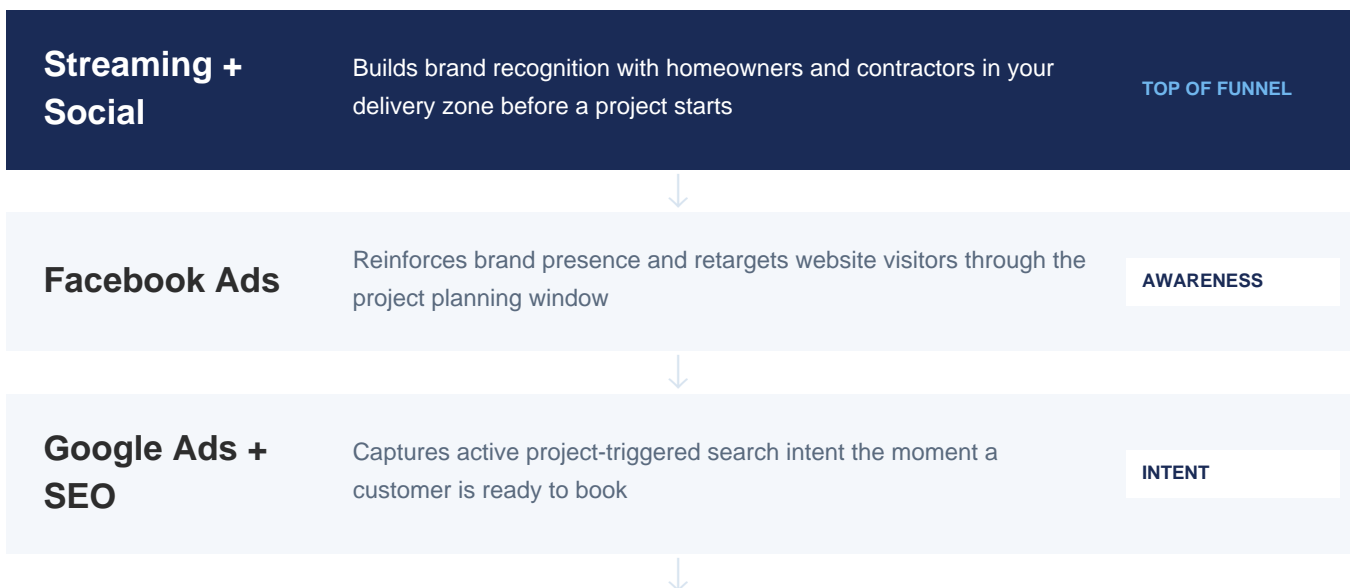 Streaming +
Social
Builds brand recognition with homeowners and contractors in your
delivery zone before a project starts
TOP OF FUNNEL
Facebook Ads
Reinforces brand presence and retargets website visitors through the
project planning window
AWARENESS
Google Ads +
SEO
Captures active project-triggered search intent the moment a
customer is ready to book
INTENT